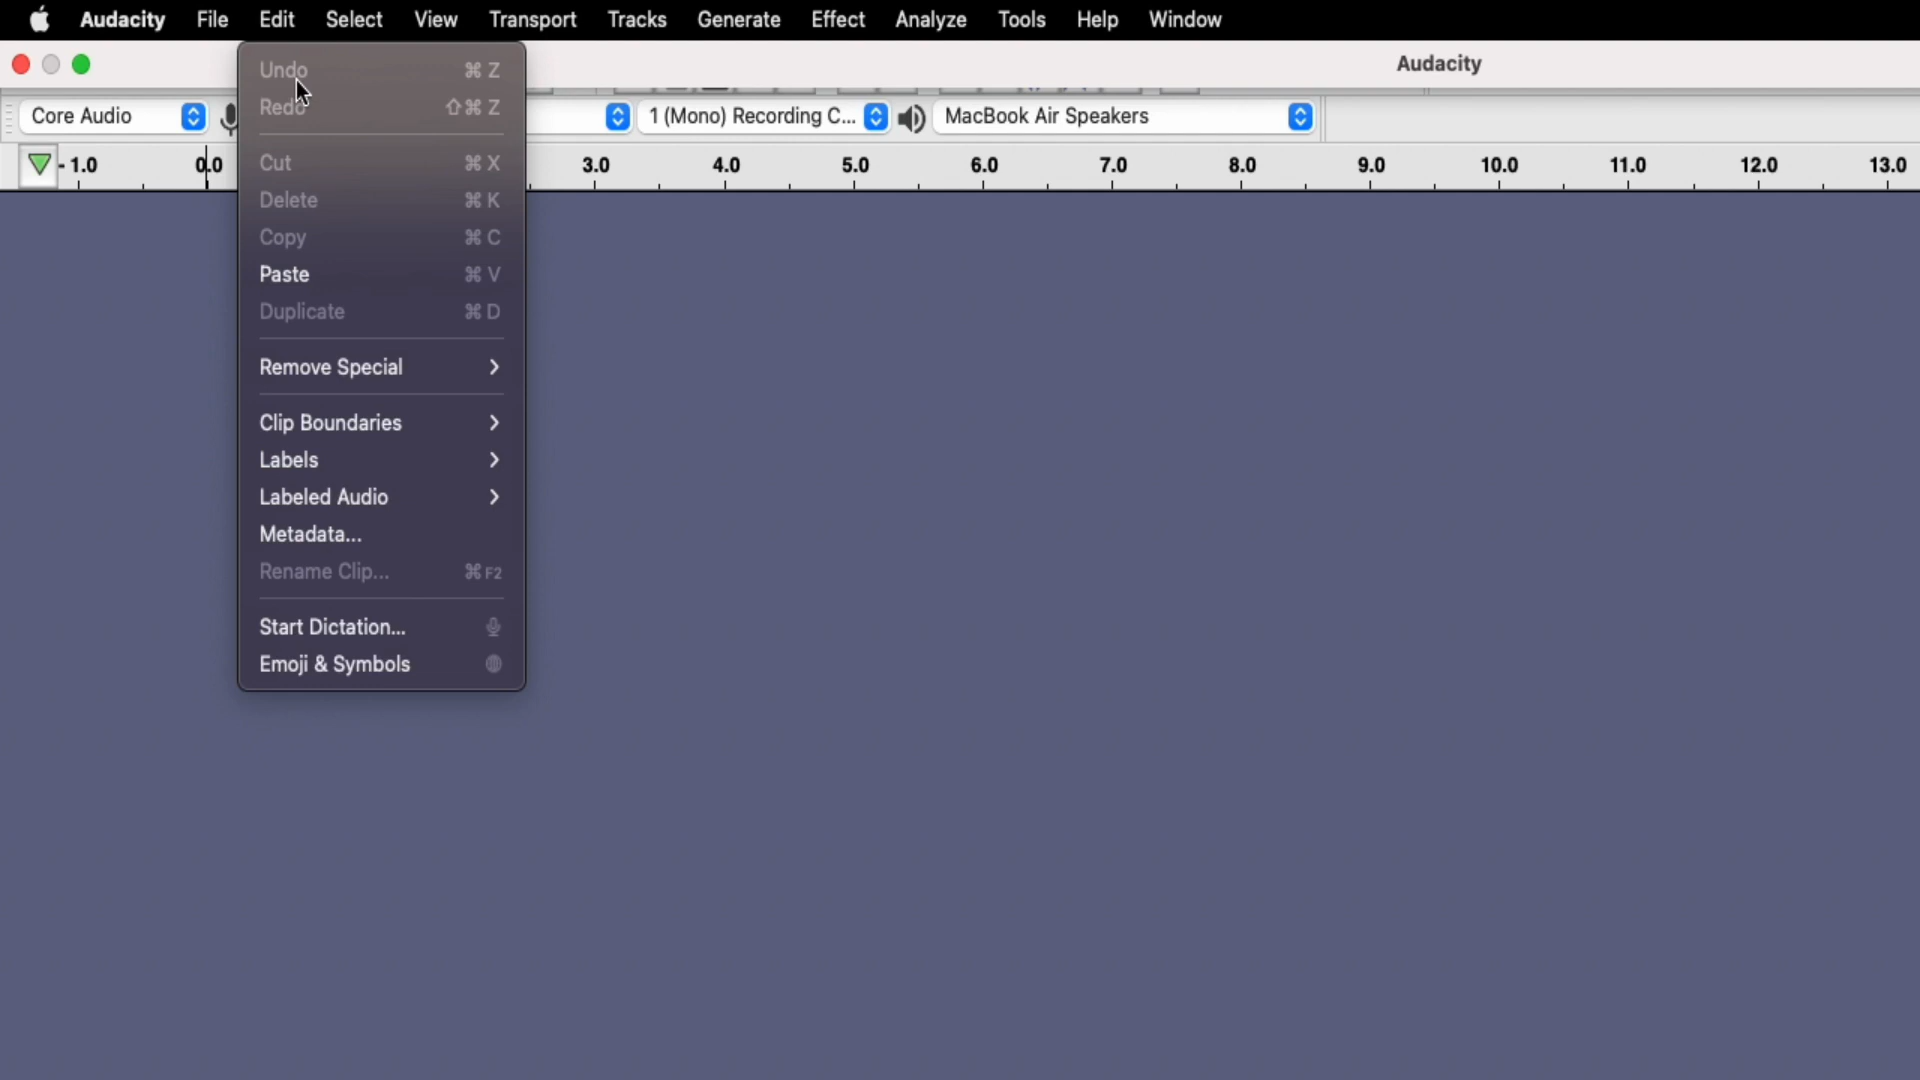 Audacity File Edit Select View Transport Tracks Generate Effect Analyze Tools Help Window
Audacity
Core Audio 1 (Mono) Recording C... MacBook Air Speakers
-1.0 0.0 3.0 4.0 5.0 6.0 7.0 8.0 9.0 10.0 11.0 12.0 13.0
Undo ⌘ Z
Redo ⇧⌘ Z
Cut ⌘ X
Delete ⌘ K
Copy ⌘ C
Paste ⌘ V
Duplicate ⌘ D
Remove Special >
Clip Boundaries >
Labels >
Labeled Audio >
Metadata...
Rename Clip... ⌘ F2
Start Dictation...
Emoji & Symbols